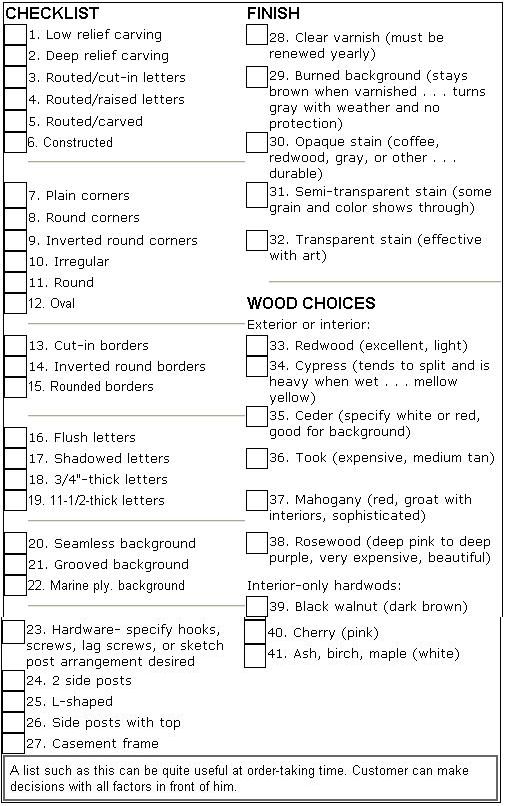 CHECKLIST
1. Low relief carving
2. Deep relief carving
3. Routed/cut-in letters
4. Routed/raised letters
5. Routed/carved
6. Constructed
7. Plain corners
8. Round corners
9. Inverted round corners
10. Irregular
11. Round
12. Oval
13. Cut-in borders
14. Inverted round borders
15. Rounded borders
16. Flush letters
17. Shadowed letters
18. 3/4"-thick letters
19. 11-1/2-thick letters
20. Seamless background
21. Grooved background
22. Marine ply. background
23. Hardware- specify hooks,
screws, lag screws, or sketch
post arrangement desired
24. 2 side posts
25. L-shaped
26. Side posts with top
27. Casement frame
FINISH
28. Clear varnish (must be
renewed yearly)
29. Burned background (stays
brown when varnished . . . turns
gray with weather and no
protection)
30. Opaque stain (coffee,
redwood, gray, or other . . .
durable)
31. Semi-transparent stain (some
grain and color shows through)
32. Transparent stain (effective
with art)
WOOD CHOICES
Exterior or interior:
33. Redwood (excellent, light)
34. Cypress (tends to split and is
heavy when wet . . . mellow
yellow)
35. Ceder (specify white or red,
good for background)
36. Took (expensive, medium tan)
37. Mahogany (red, groat with
interiors, sophisticated)
38. Rosewood (deep pink to deep
purple, very expensive, beautiful)
Interior-only hardwods:
39. Black walnut (dark brown)
40. Cherry (pink)
41. Ash, birch, maple (white)
A list such as this can be quite useful at order-taking time. Customer can make
decisions with all factors in front of him.